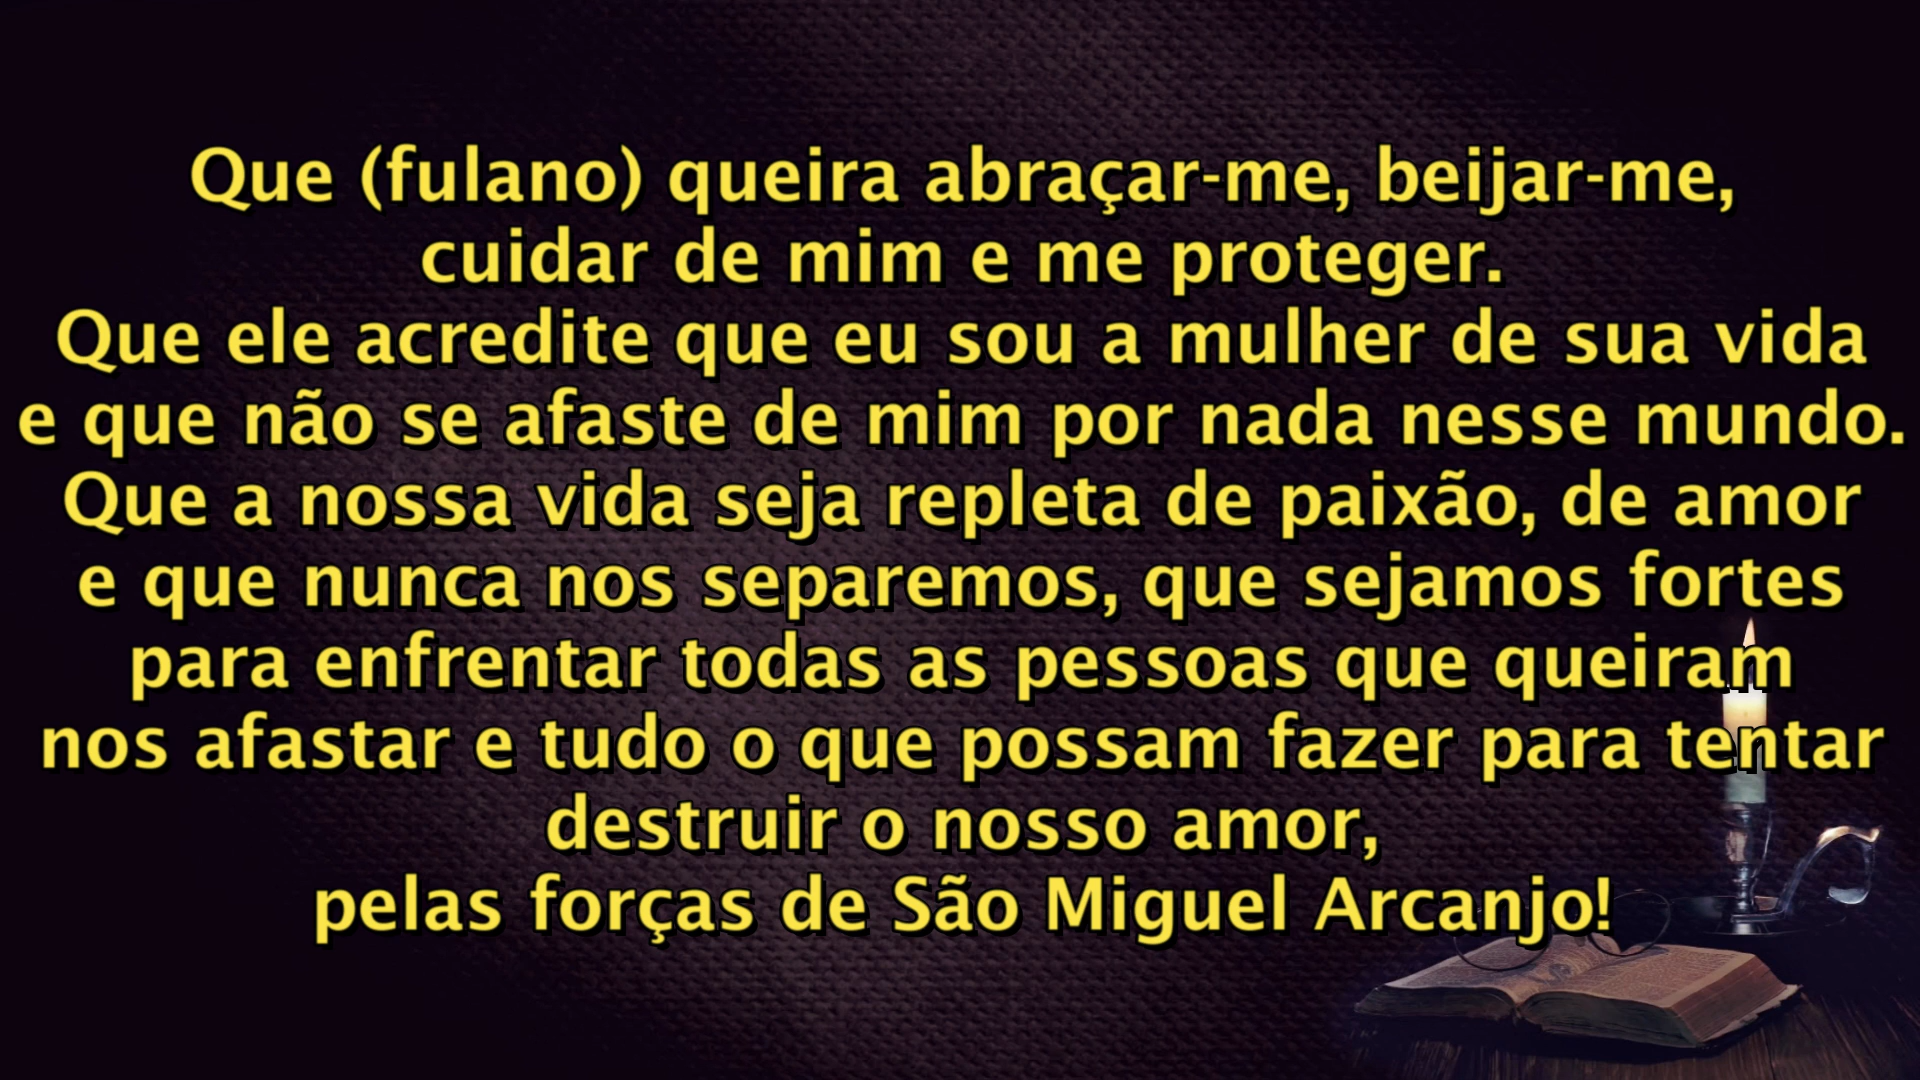 Que (fulano) queira abraçar-me, beijar-me,
cuidar de mim e me proteger.
Que ele acredite que eu sou a mulher de sua vida
e que não se afaste de mim por nada nesse mundo.
Que a nossa vida seja repleta de paixão, de amor
e que nunca nos separemos, que sejamos fortes
para enfrentar todas as pessoas que queiram
nos afastar e tudo o que possam fazer para tentar
destruir o nosso amor,
pelas forças de São Miguel Arcanjo!